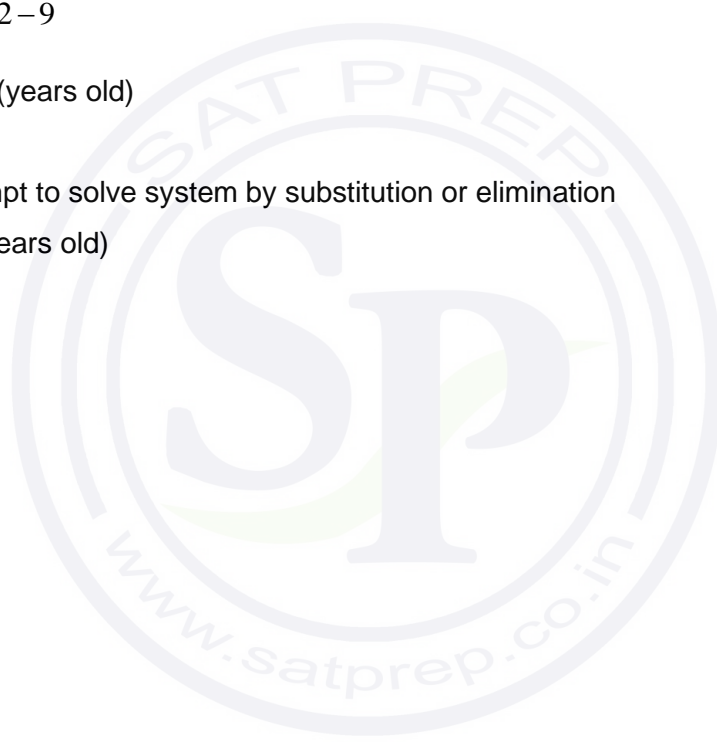 2−9
(years old)
pt to solve system by substitution or elimination
ears old)
SAT PREP
SP
www.satprep.co.in